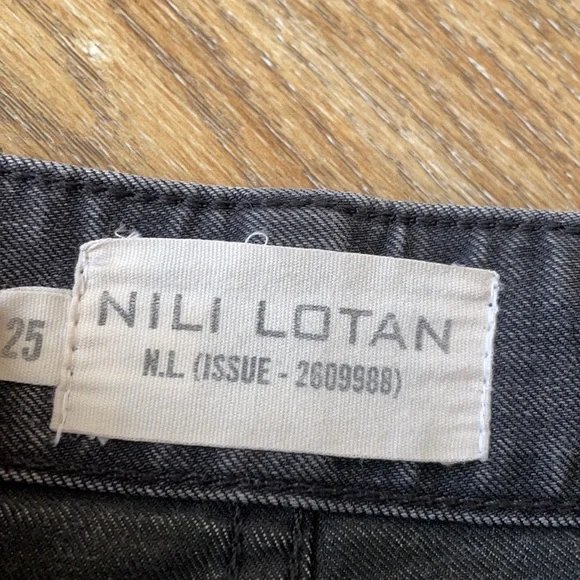 NILI LOTAN
N.L. (ISSUE - 2609988)
25